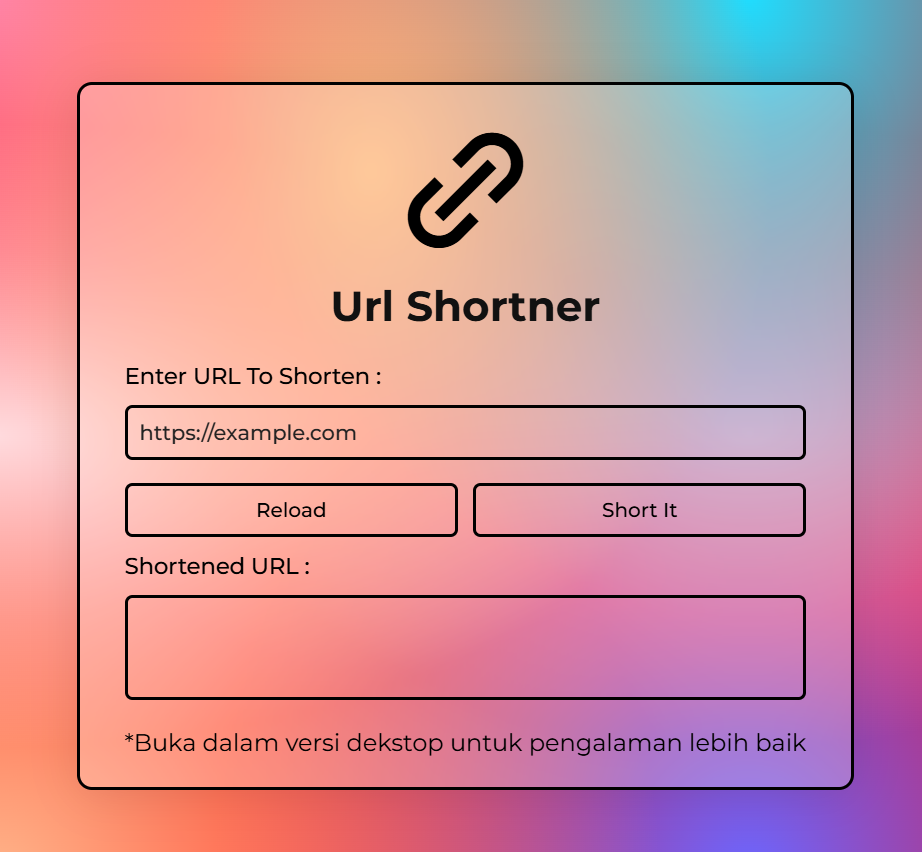 Url Shortner
Enter URL To Shorten :
https://example.com
Reload Short It
Shortened URL :
*Buka dalam versi dekstop untuk pengalaman lebih baik